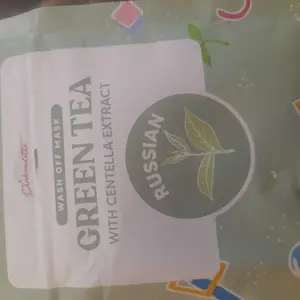 WASH-OFF MASK
GREEN TEA
WITH CENTELLA EXTRACT
RUSSIAN